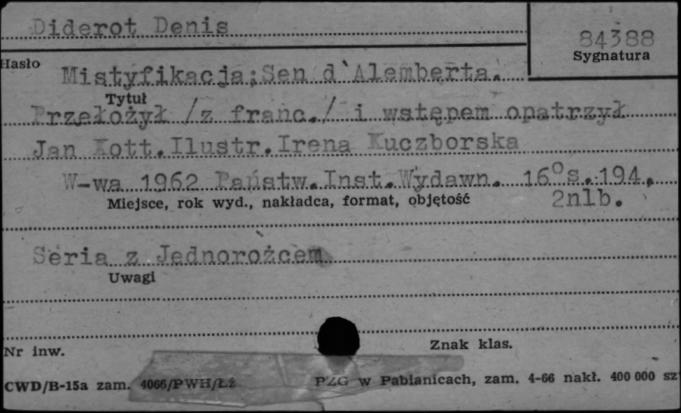 Diderot Denis
84388
Hasło
Sygnatura
Mistyfikacja;Sen d`Alemberta.
Tytuł
Przełożył /z franc./ i wstępem opatrzył
Jan Kott.Ilustr.Irena Kuczborska
W-wa 1962 Państw.Inst.Wydawn. 16°s.194,
Miejsce, rok wyd., nakładca, format, objętość
2nlb.
Seria z Jednorożcem
Uwagi
Nr inw.
Znak klas.
CWD/B-15a zam. 4066/PWH/Łż PZG w Pabianicach, zam. 4-66 nakł. 400 000 sz